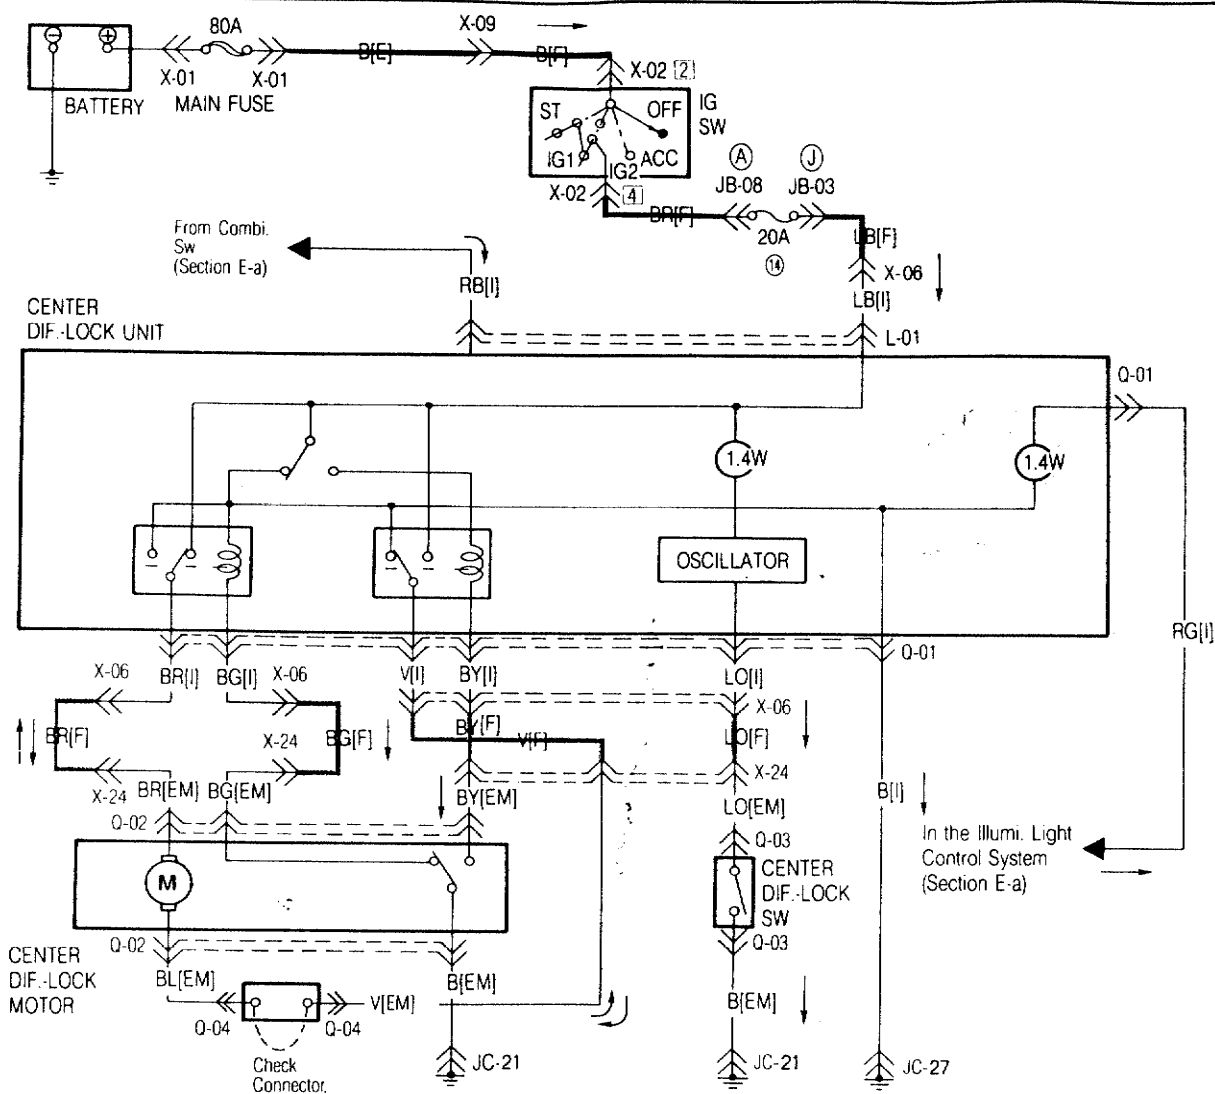 80A
X-09
B[E]
B[F]
X-01
X-01
BATTERY
MAIN FUSE
X-02 2
ST
OFF
IG
SW
IG1
IG2
ACC
X-02
4
A
J
JB-08
JB-03
BR[F]
20A
14
LB[F]
X-06
LB[I]
From Combi.
Sw
(Section E-a)
RB[I]
CENTER
DIF.-LOCK UNIT
L-01
Q-01
1.4W
1.4W
OSCILLATOR
RG[I]
Q-01
X-06
BR[I]
BG[I]
X-06
V[I]
BY[I]
LO[I]
X-06
BR[F]
X-24
BG[F]
BY[F]
V[F]
LO[F]
X-24
X-24
BR[EM]
BG[EM]
BY[EM]
LO[EM]
B[I]
Q-02
Q-03
In the Illumi. Light
Control System
(Section E-a)
M
CENTER
DIF.-LOCK
SW
Q-02
Q-03
CENTER
DIF.-LOCK
MOTOR
BL[EM]
B[EM]
B[EM]
V[EM]
Q-04
Q-04
Check
Connector.
JC-21
JC-21
JC-27